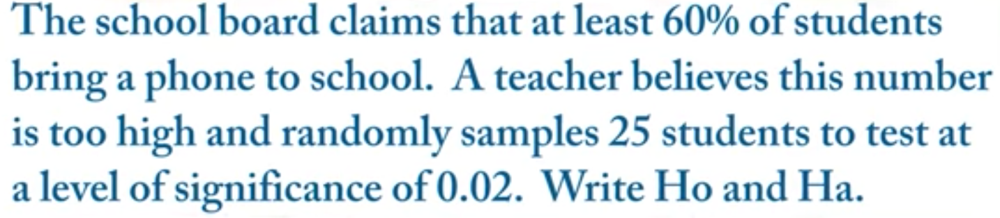 The school board claims that at least 60% of students
bring a phone to school.  A teacher believes this number
is too high and randomly samples 25 students to test at
a level of significance of 0.02.  Write Ho and Ha.